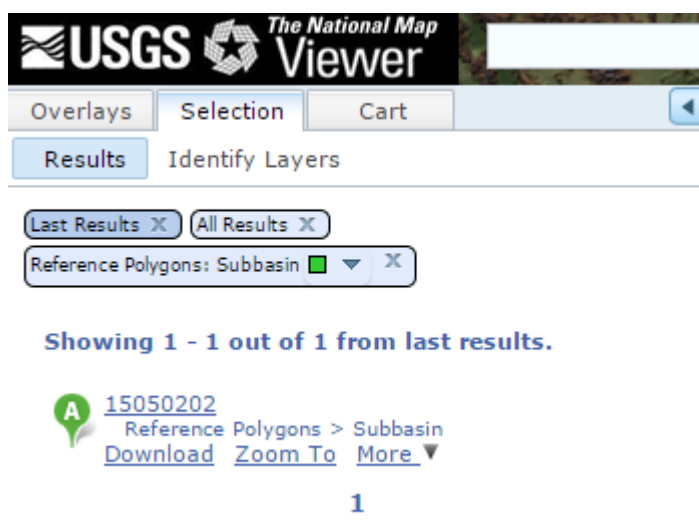 USGS The National Map
Viewer
Overlays Selection Cart
Results Identify Layers
Last Results X All Results X
Reference Polygons: Subbasin X
Showing 1 - 1 out of 1 from last results.
A 15050202
Reference Polygons > Subbasin
Download Zoom To More
1